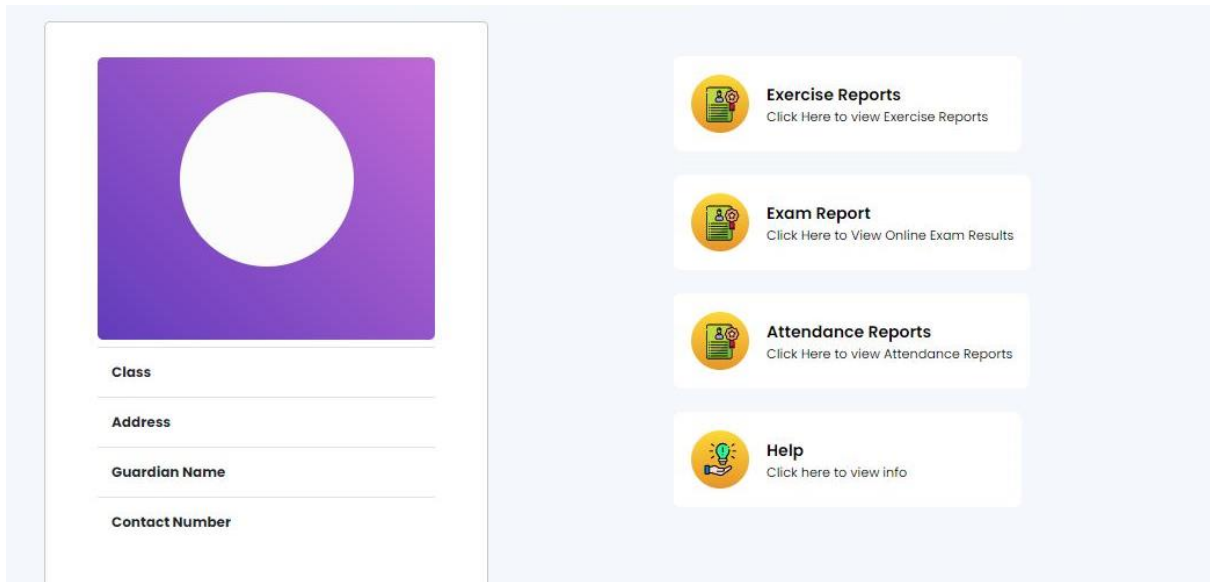 Class
Address
Guardian Name
Contact Number
Exercise Reports
Click Here to view Exercise Reports
Exam Report
Click Here to View Online Exam Results
Attendance Reports
Click Here to view Attendance Reports
Help
Click here to view info